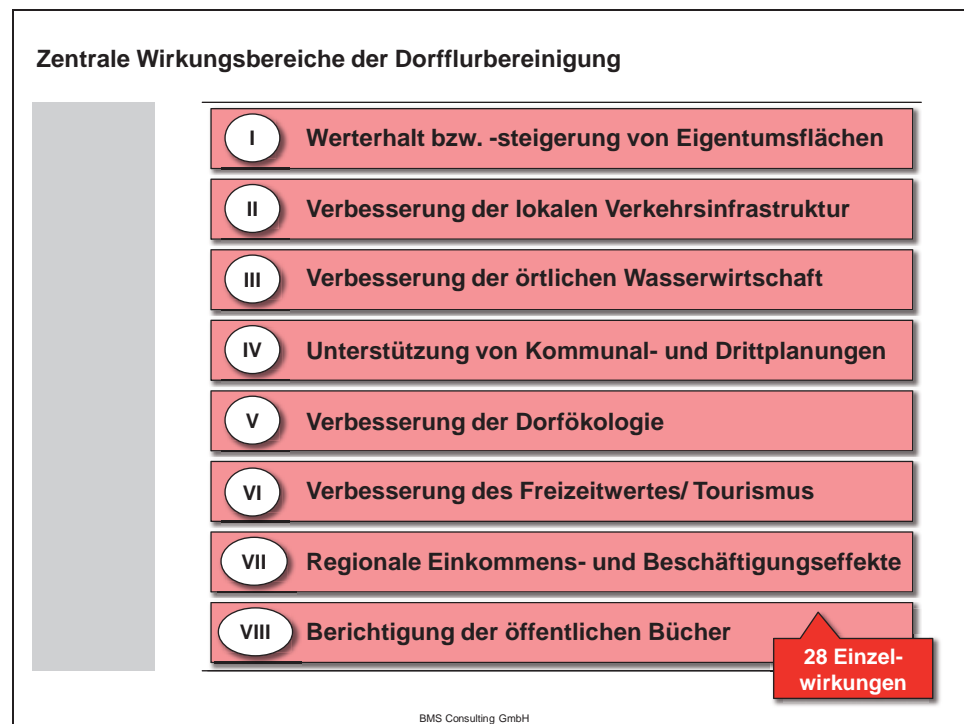 Zentrale Wirkungsbereiche der Dorfflurbereinigung
I Werterhalt bzw. -steigerung von Eigentumsflächen
II Verbesserung der lokalen Verkehrsinfrastruktur
III Verbesserung der örtlichen Wasserwirtschaft
IV Unterstützung von Kommunal- und Drittplanungen
V Verbesserung der Dorfökologie
VI Verbesserung des Freizeitwertes/ Tourismus
VII Regionale Einkommens- und Beschäftigungseffekte
VIII Berichtigung der öffentlichen Bücher
28 Einzel-
wirkungen
BMS Consulting GmbH